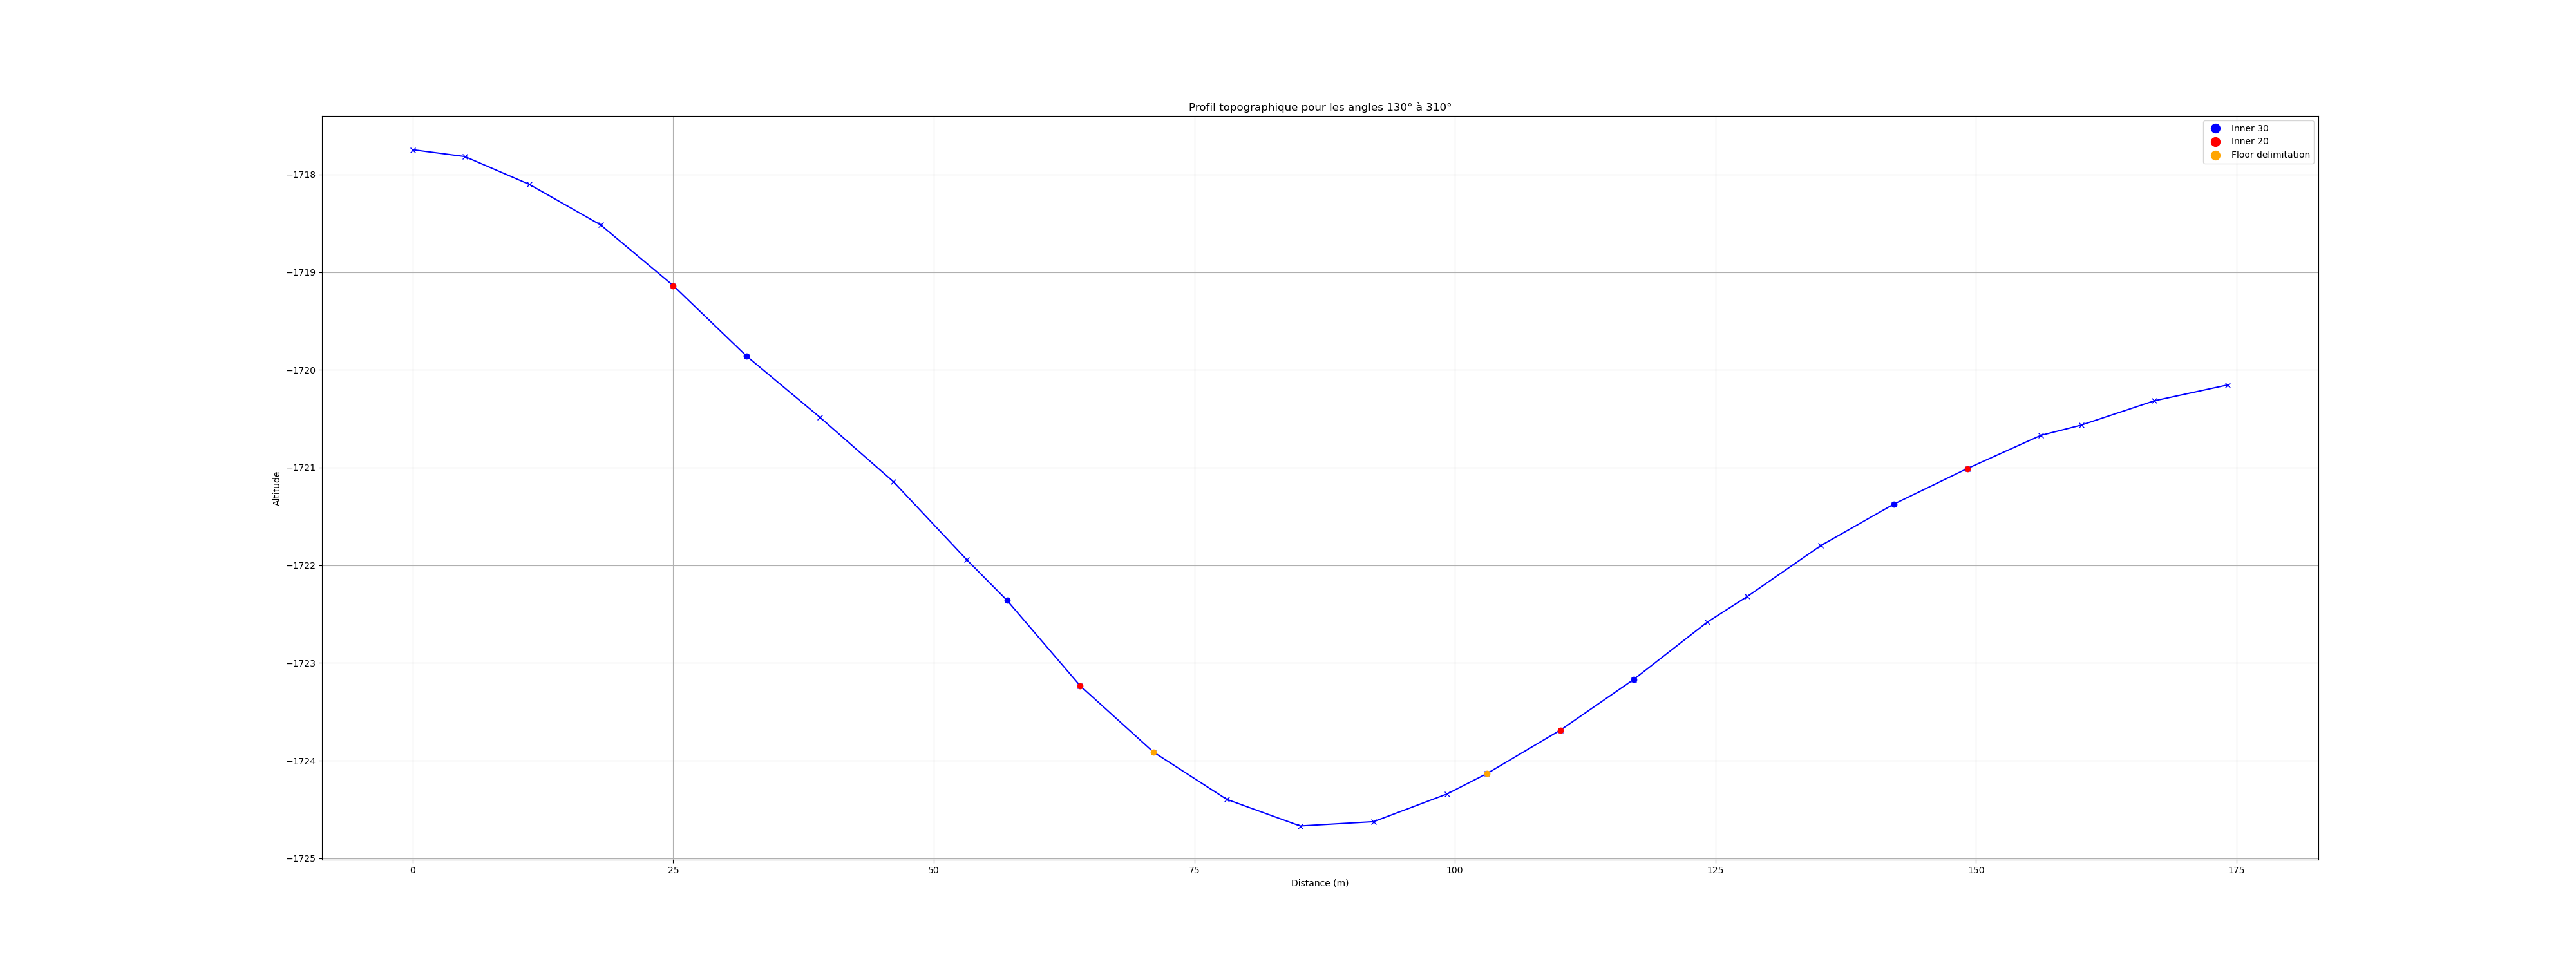 Profil topographique pour les angles 130° à 310°
Inner 30
Inner 20
Floor delimitation
−1718
−1719
−1720
−1721
−1722
−1723
−1724
−1725
Altitude
0 25 50 75 100 125 150 175
Distance (m)